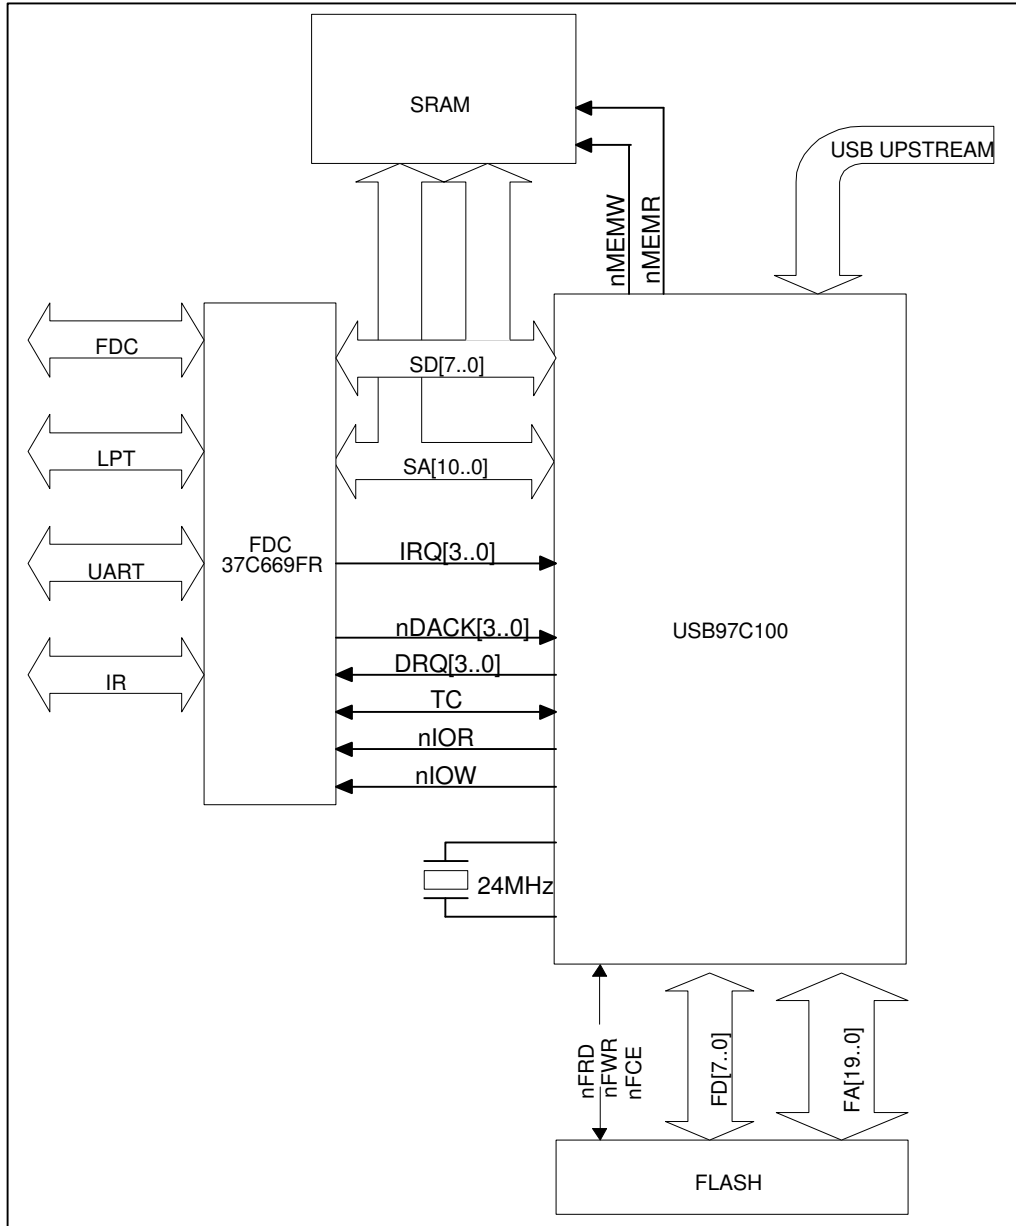 SRAM
USB UPSTREAM
nMEMW
nMEMR
FDC
SD[7..0]
LPT
SA[10..0]
FDC
37C669FR
IRQ[3..0]
UART
nDACK[3..0]
USB97C100
DRQ[3..0]
IR
TC
nIOR
nIOW
24MHz
nFRD
nFWR
nFCE
FD[7..0]
FA[19..0]
FLASH